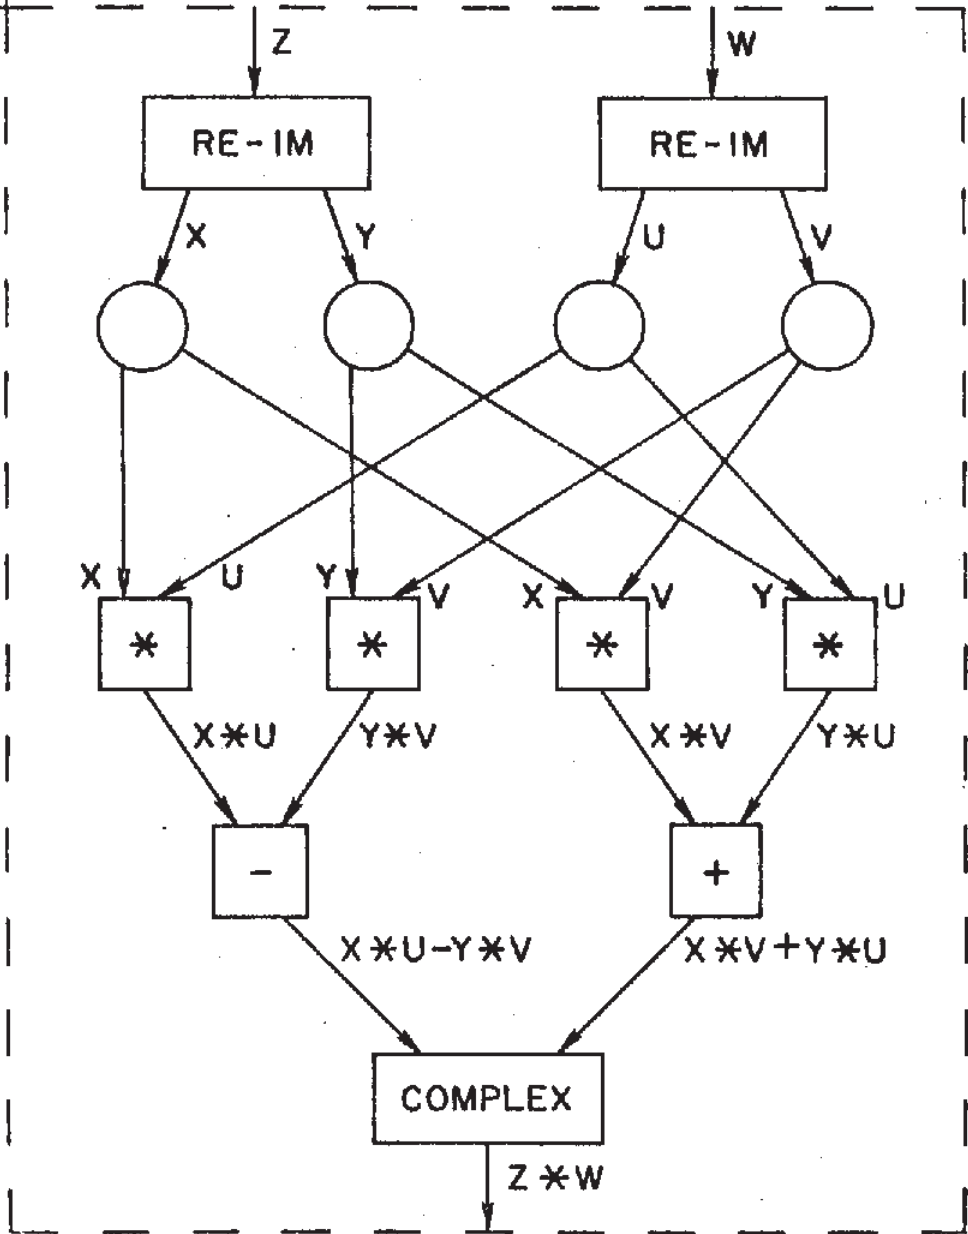 Z W
RE-IM RE-IM
X Y U V
X U Y V X V Y U
* * * *
X*U Y*V X*V Y*U
- +
X*U-Y*V X*V+Y*U
COMPLEX
Z*W